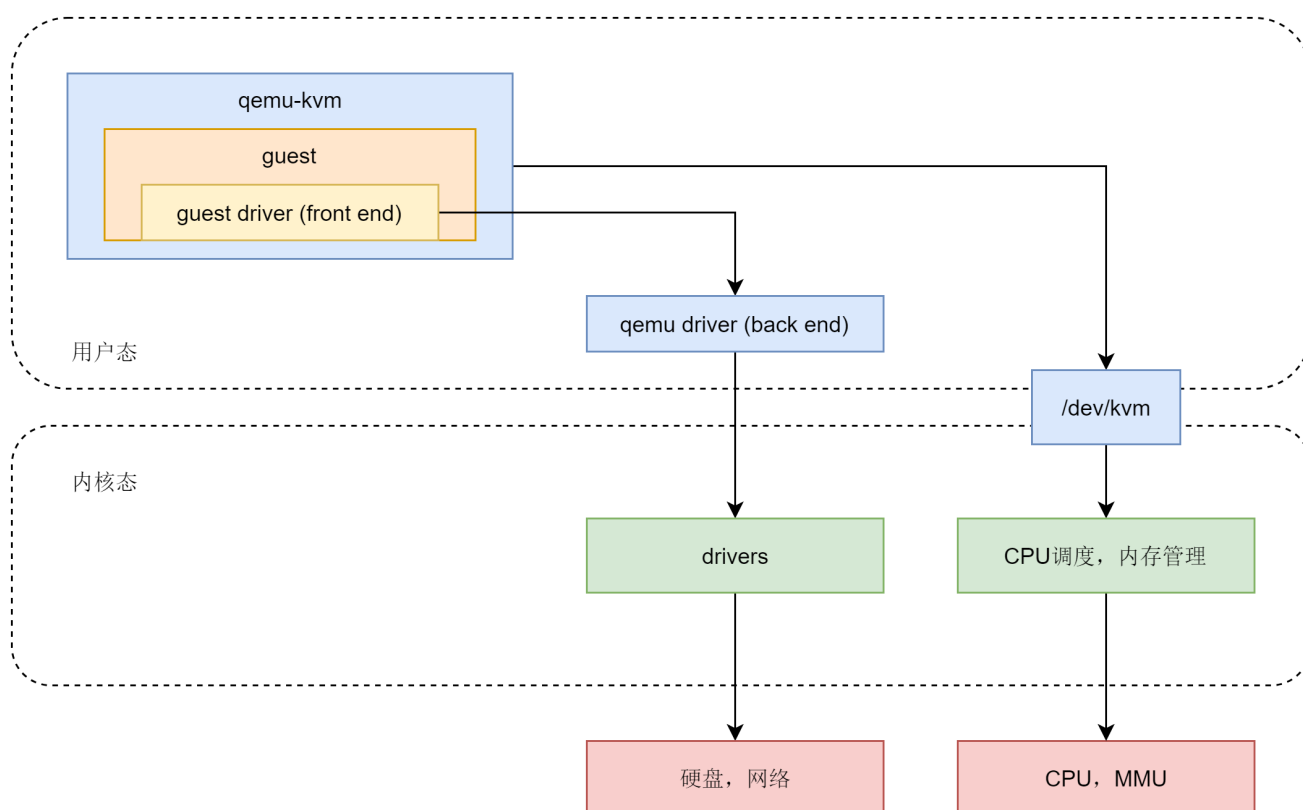 qemu-kvm
guest
guest driver (front end)
qemu driver (back end)
用户态
/dev/kvm
内核态
drivers
CPU调度，内存管理
硬盘，网络
CPU，MMU